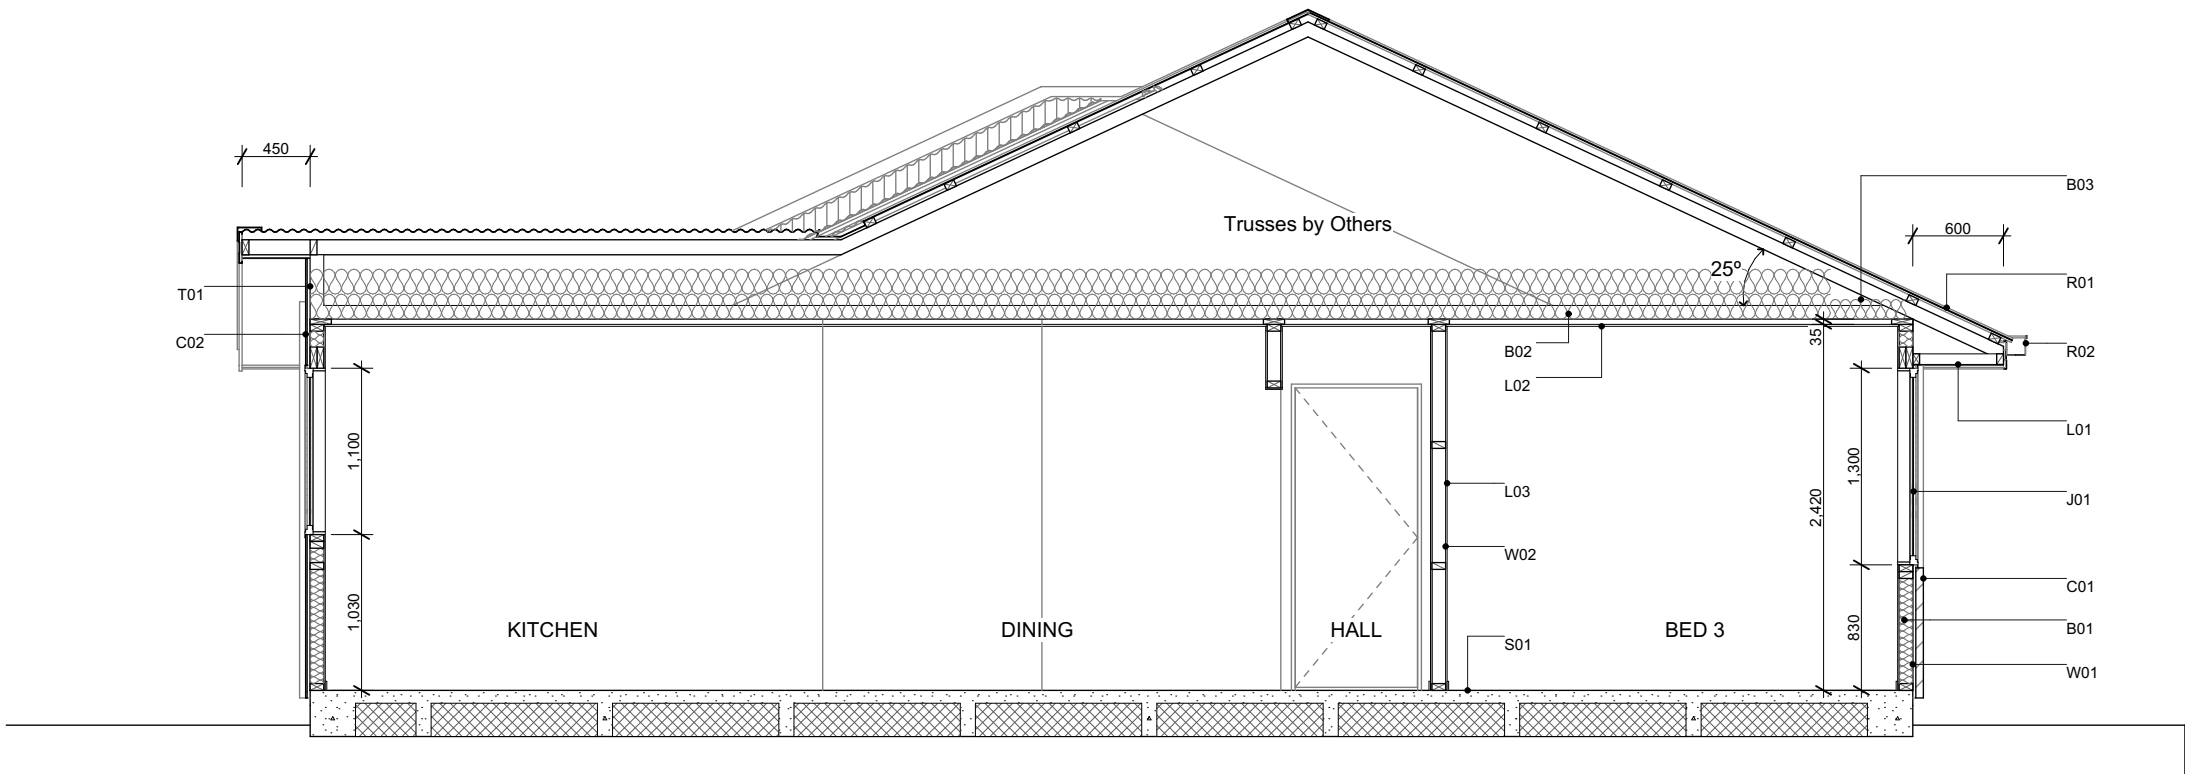 450
B03
Trusses by Others
600
25°
R01
T01
C02
35
B02
R02
L02
L01
1,100
1,300
L03
J01
2,420
W02
C01
1,030
830
KITCHEN
DINING
HALL
BED 3
B01
S01
W01